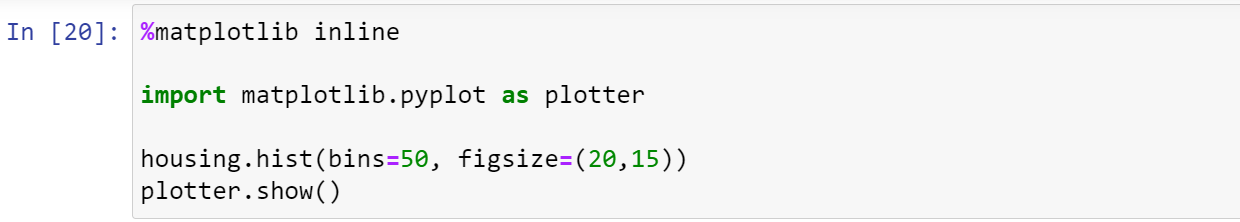 In [20]: %matplotlib inline
import matplotlib.pyplot as plotter
housing.hist(bins=50, figsize=(20,15))
plotter.show()